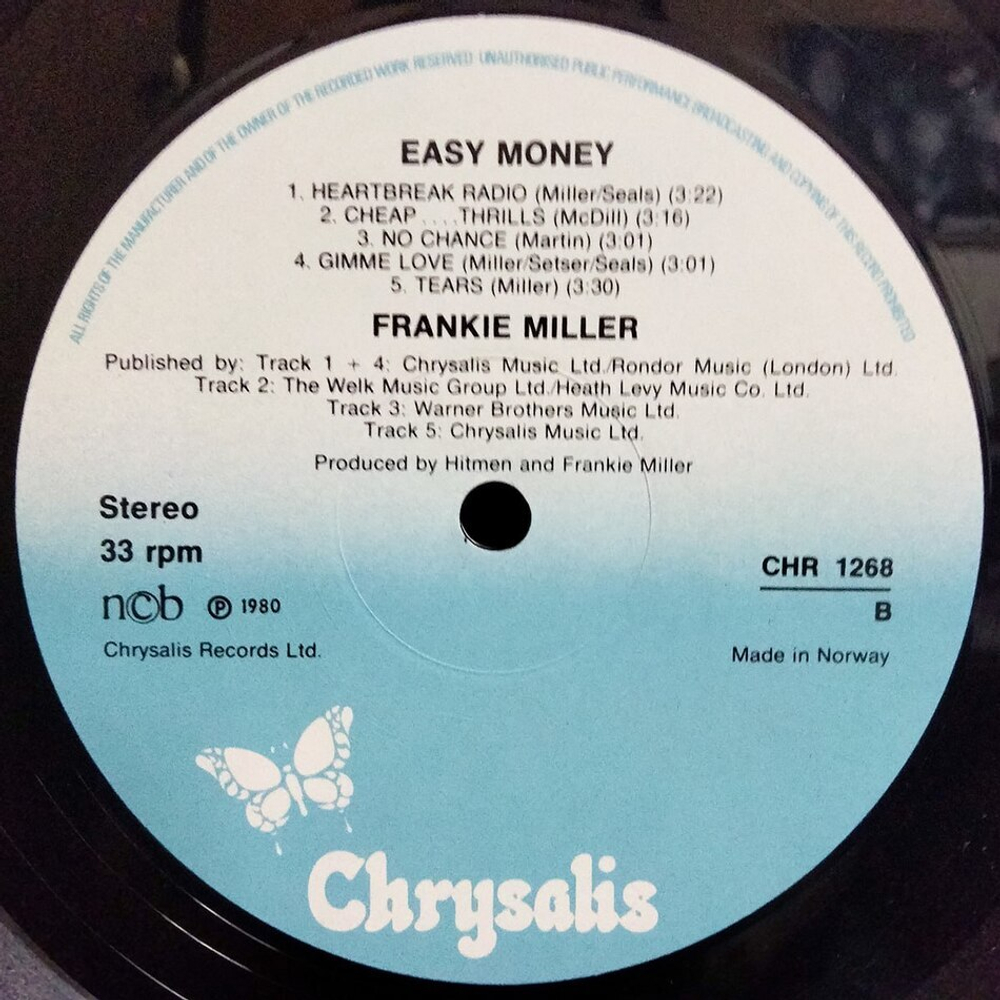 ALL RIGHTS OF THE MANUFACTURER AND OF THE OWNER OF THE RECORDED WORK RESERVED UNAUTHORISED PUBLIC PERFORMANCE BROADCASTING AND COPYING OF THIS RECORD PROHIBITED
EASY MONEY
1. HEARTBREAK RADIO (Miller/Seals) (3:22)
2. CHEAP....THRILLS (McDill) (3:16)
3. NO CHANCE (Martin) (3:01)
4. GIMME LOVE (Miller/Setser/Seals) (3:01)
5. TEARS (Miller) (3:30)
FRANKIE MILLER
Published by: Track 1 + 4: Chrysalis Music Ltd./Rondor Music (London) Ltd.
Track 2: The Welk Music Group Ltd./Heath Levy Music Co. Ltd.
Track 3: Warner Brothers Music Ltd.
Track 5: Chrysalis Music Ltd.
Produced by Hitmen and Frankie Miller
Stereo
33 rpm
n©b ℗ 1980
Chrysalis Records Ltd.
CHR 1268
B
Made in Norway
Chrysalis